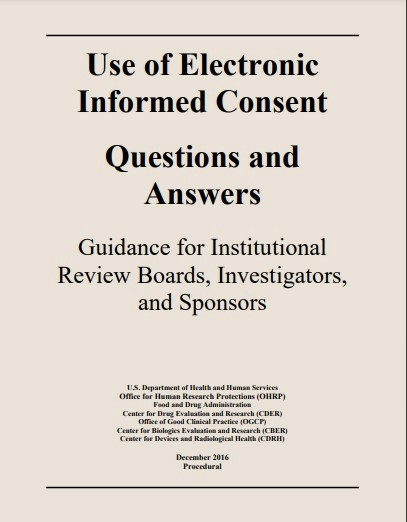 Use of Electronic
Informed Consent
Questions and
Answers
Guidance for Institutional
Review Boards, Investigators,
and Sponsors
U.S. Department of Health and Human Services
Office for Human Research Protections (OHRP)
Food and Drug Administration
Center for Drug Evaluation and Research (CDER)
Office of Good Clinical Practice (OGCP)
Center for Biologics Evaluation and Research (CBER)
Center for Devices and Radiological Health (CDRH)
December 2016
Procedural